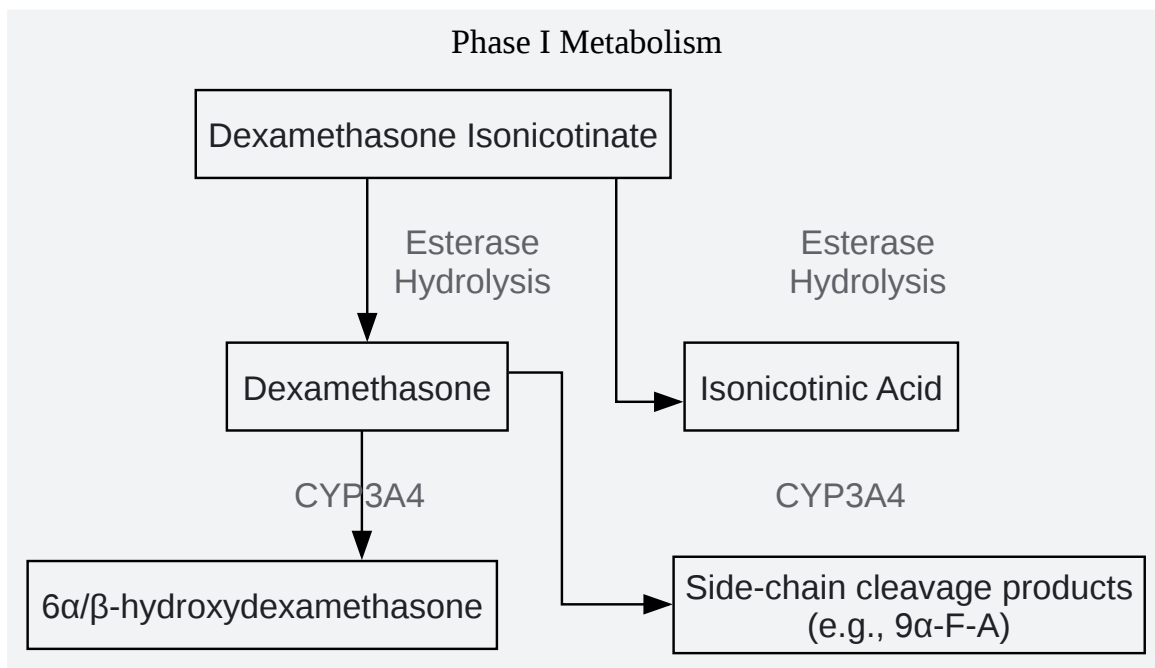 Phase I Metabolism
Dexamethasone Isonicotinate
Esterase
Hydrolysis
Esterase
Hydrolysis
Dexamethasone
Isonicotinic Acid
CYP3A4
CYP3A4
6α/β-hydroxydexamethasone
Side-chain cleavage products
(e.g., 9α-F-A)